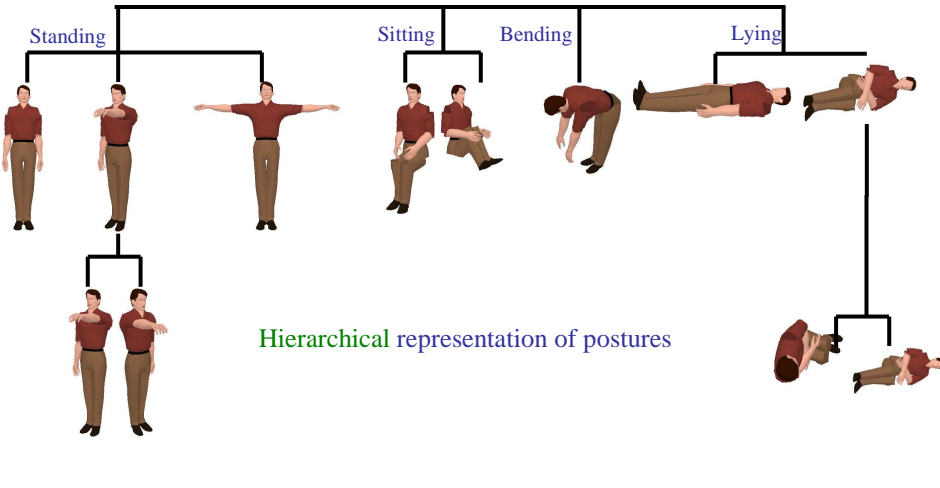 Standing
Sitting
Bending
Lying
Hierarchical representation of postures